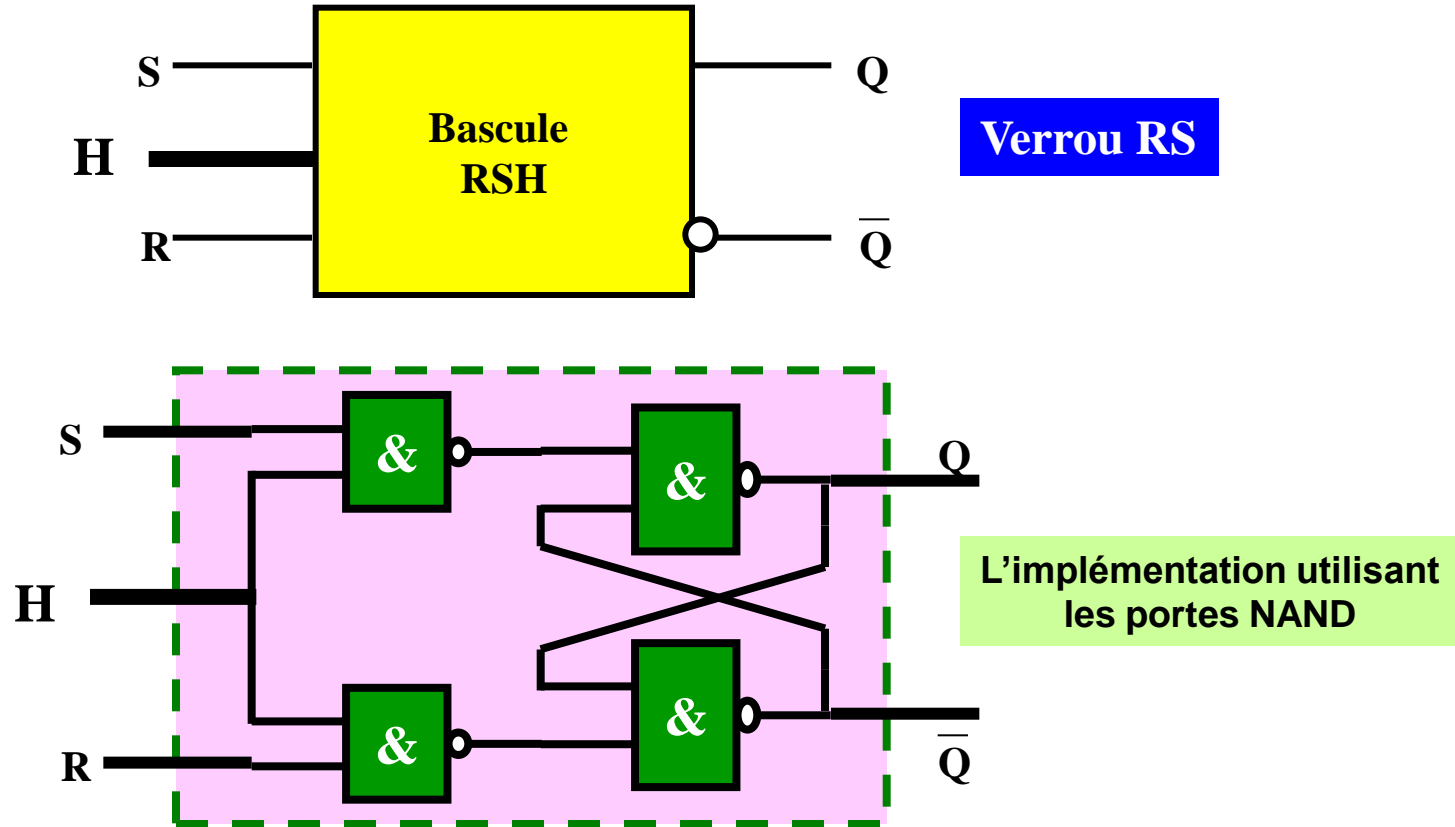 S
Q
Bascule
RSH
Verrou RS
H
R
Q̅
S
&
&
Q
H
L'implémentation utilisant
les portes NAND
&
&
R
Q̅